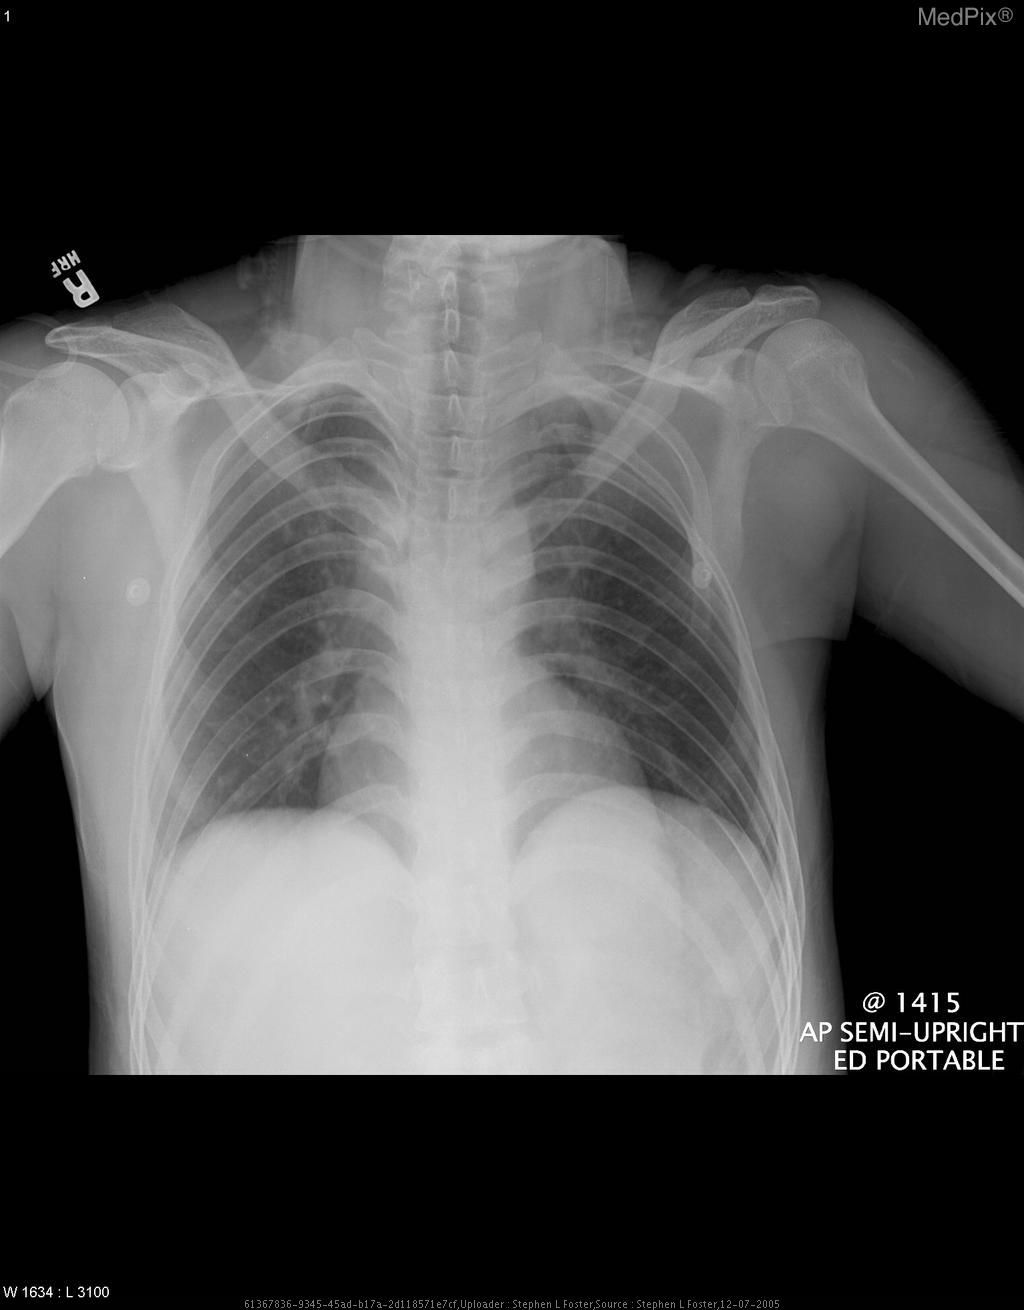 1
MedPix®
HRF
R
@ 1415
AP SEMI-UPRIGHT
ED PORTABLE
W 1634 : L 3100
61367836-9345-45ad-b17a-2d118571e7cf,Uploader : Stephen L Foster,Source : Stephen L Foster,12-07-2005